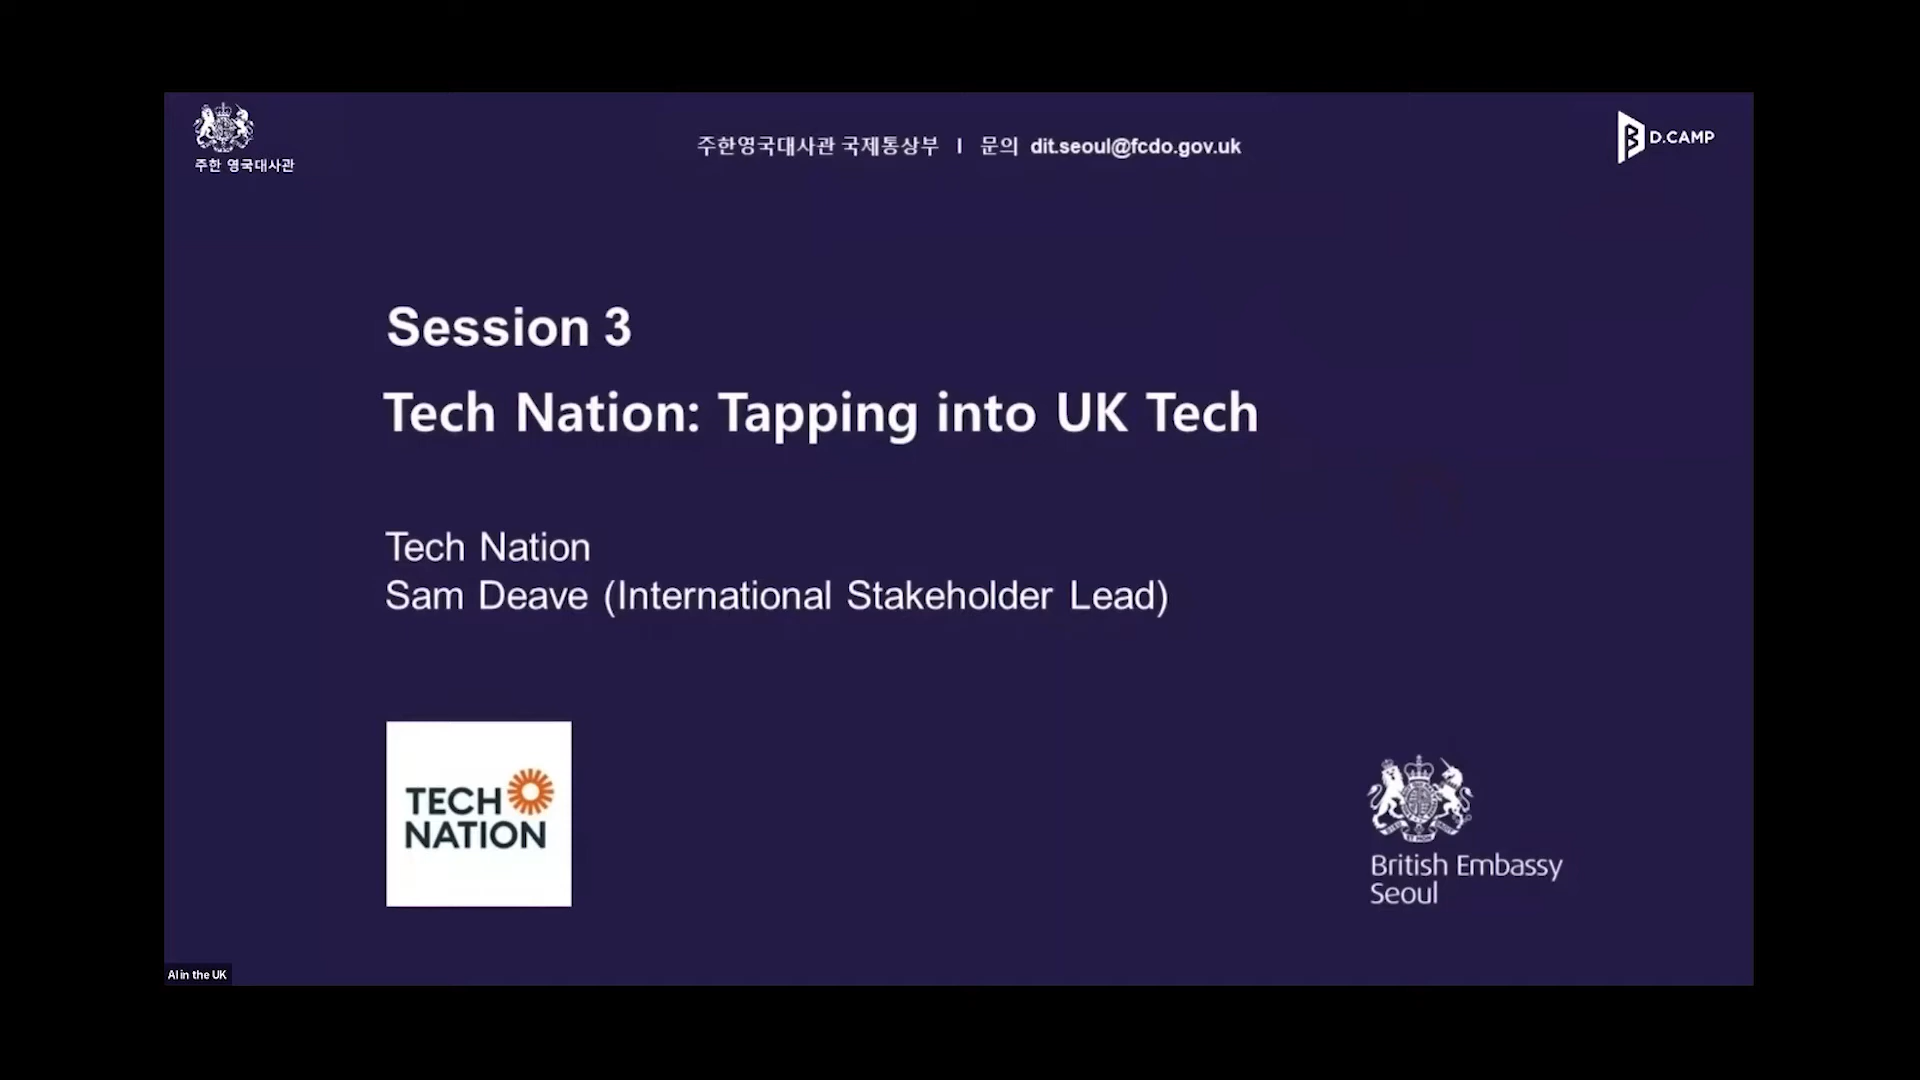 주한 영국대사관
주한영국대사관 국제통상부 I 문의 dit.seoul@fcdo.gov.uk
D.CAMP
Session 3
Tech Nation: Tapping into UK Tech
Tech Nation
Sam Deave (International Stakeholder Lead)
TECH
NATION
British Embassy
Seoul
AI in the UK